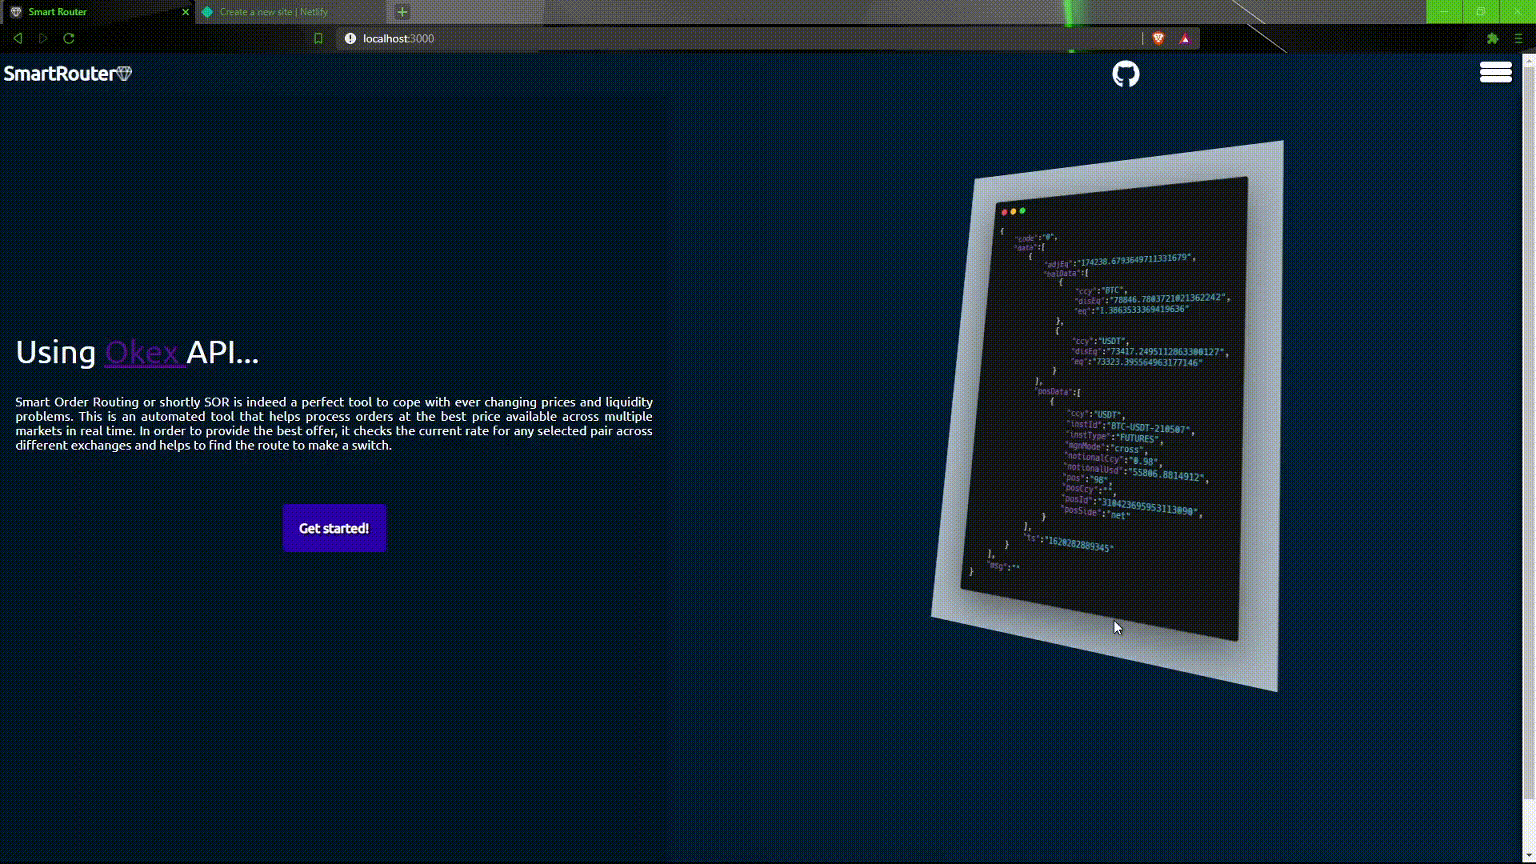 Smart Router
Create a new site | Netlify
localhost:3000
SmartRouter
Using Okex API...
Smart Order Routing or shortly SOR is indeed a perfect tool to cope with ever changing prices and liquidity
problems. This is an automated tool that helps process orders at the best price available across multiple
markets in real time. In order to provide the best offer, it checks the current rate for any selected pair across
different exchanges and helps to find the route to make a switch.
Get started!
{
"code":"0",
"data":[
{
"adjEq":"174238.6793649711331679",
"balData":[
{
"ccy":"BTC",
"disEq":"78846.7803721021362242",
"eq":"1.3863533369419636"
},
{
"ccy":"USDT",
"disEq":"73417.2495112863300127",
"eq":"73323.395564963177146"
}
],
"posData":[
{
"ccy":"USDT",
"instId":"BTC-USDT-210507",
"instType":"FUTURES",
"mgnMode":"cross",
"notionalCcy":"0.98",
"notionalUsd":"55806.8814912",
"pos":"98",
"posCcy":"",
"posId":"310423695953113090",
"posSide":"net"
}
],
"ts":"1620282889345"
}
],
"msg":""
}